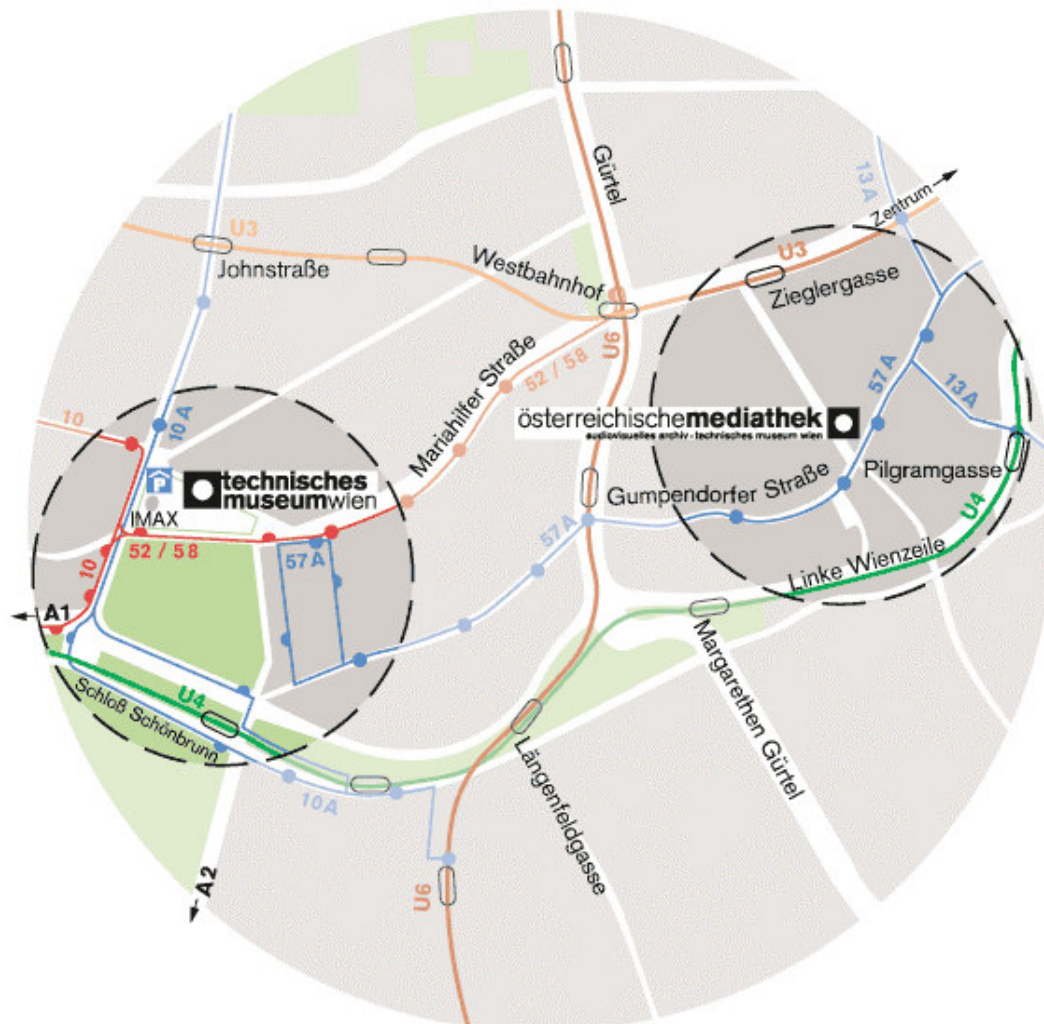 Gürtel
13 A
Zentrum
U3
U3
Johnstraße
Westbahnhof
Zieglergasse
U6
Mariahilfer Straße
52 / 58
57 A
13 A
10
10 A
österreichischemediathek
audiovisuelles archiv - technisches museum wien
P
technisches
museumwien
Gumpendorfer Straße
Pilgramgasse
U4
IMAX
52 / 58
57 A
57 A
10
Linke Wienzeile
A1
Schloß Schönbrunn
U4
Margarethen Gürtel
Längenfeldgasse
10 A
A2
U6